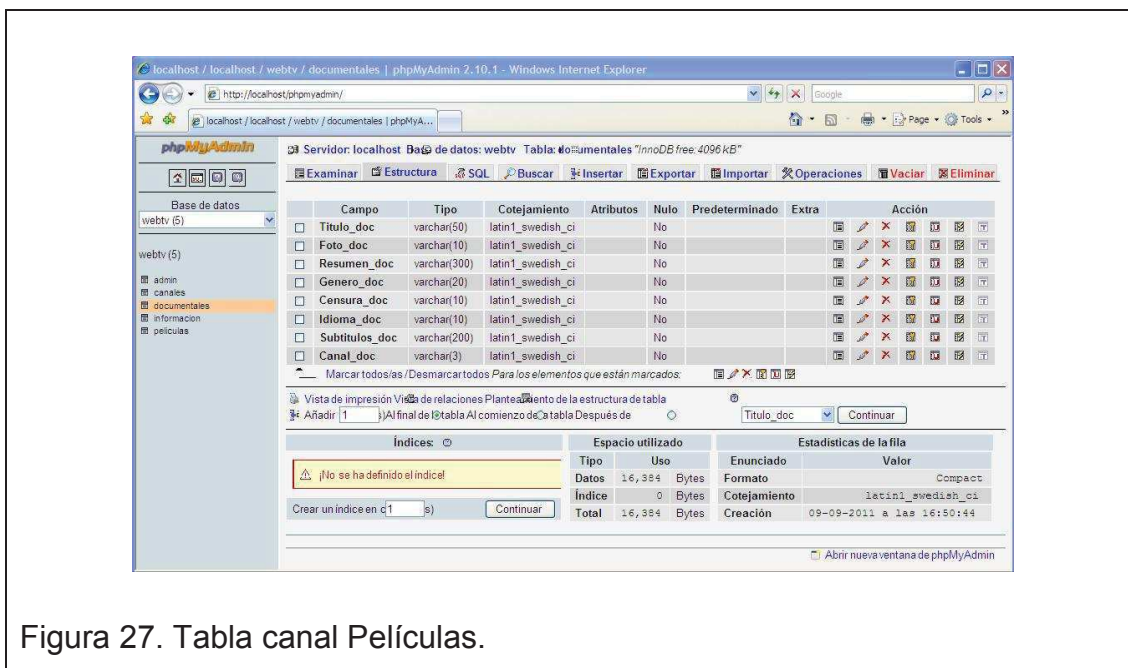 localhost / localhost / webtv / documentales | phpMyAdmin 2.10.1 - Windows Internet Explorer
http://localhost/phpmyadmin/
Google
localhost / localhost / webtv / documentales | phpMyA...
Page
Tools
phpMyAdmin
Base de datos
webtv (5)
webtv (5)
admin
canales
documentales
informacion
peliculas
Servidor: localhost Base de datos: webtv Tabla: documentales "InnoDB free: 4096 kB"
Examinar Estructura SQL Buscar Insertar Exportar Importar Operaciones Vaciar Eliminar
Campo Tipo Cotejamiento Atributos Nulo Predeterminado Extra Acción
Titulo_doc varchar(50) latin1_swedish_ci No
Foto_doc varchar(10) latin1_swedish_ci No
Resumen_doc varchar(300) latin1_swedish_ci No
Genero_doc varchar(20) latin1_swedish_ci No
Censura_doc varchar(10) latin1_swedish_ci No
Idioma_doc varchar(10) latin1_swedish_ci No
Subtitulos_doc varchar(200) latin1_swedish_ci No
Canal_doc varchar(3) latin1_swedish_ci No
Marcar todos/as / Desmarcar todos Para los elementos que están marcados:
Vista de impresión Vista de relaciones Planteamiento de la estructura de tabla
Añadir 1 s) Al final de la tabla Al comienzo de la tabla Después de Titulo_doc Continuar
Índices:
¡No se ha definido el índice!
Crear un índice en c 1 s) Continuar
Espacio utilizado
Tipo Uso
Datos 16,384 Bytes
Índice 0 Bytes
Total 16,384 Bytes
Estadísticas de la fila
Enunciado Valor
Formato Compact
Cotejamiento latin1_swedish_ci
Creación 09-09-2011 a las 16:50:44
Abrir nueva ventana de phpMyAdmin
Figura 27. Tabla canal Películas.